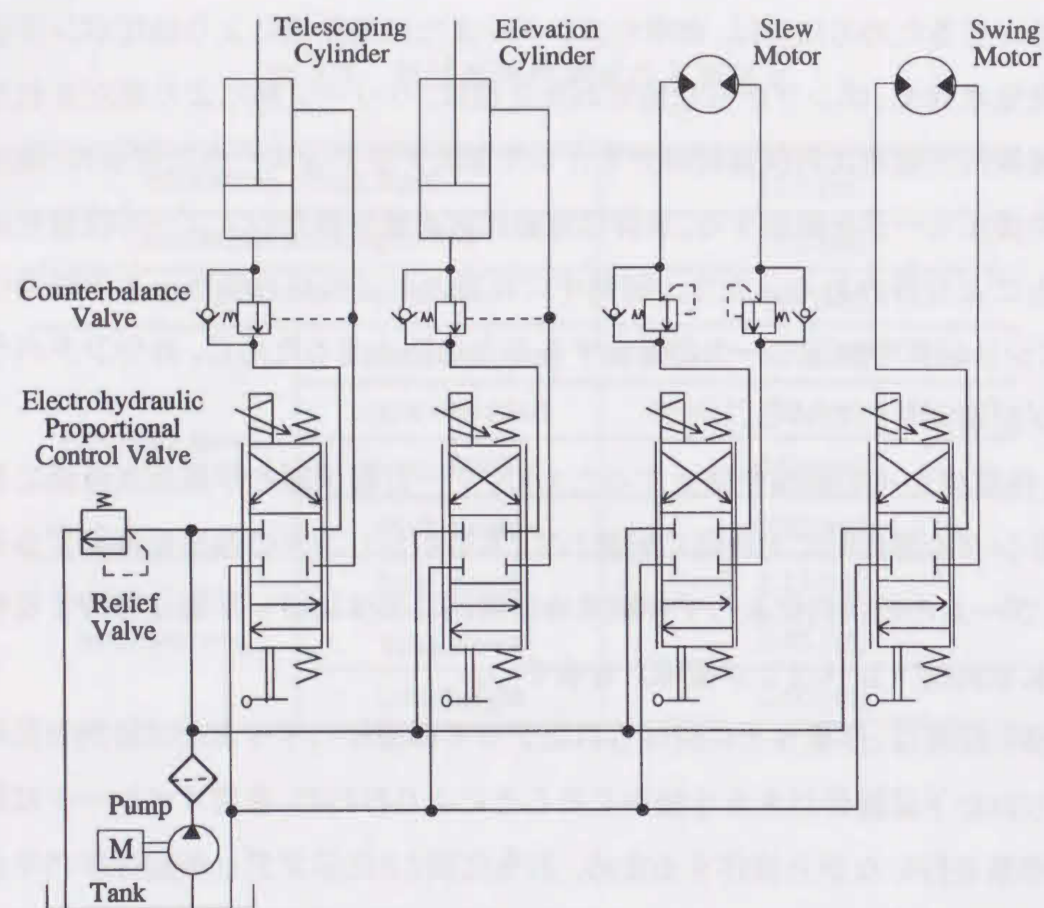 Telescoping
Cylinder
Elevation
Cylinder
Slew
Motor
Swing
Motor
Counterbalance
Valve
Electrohydraulic
Proportional
Control Valve
Relief
Valve
Pump
M
Tank